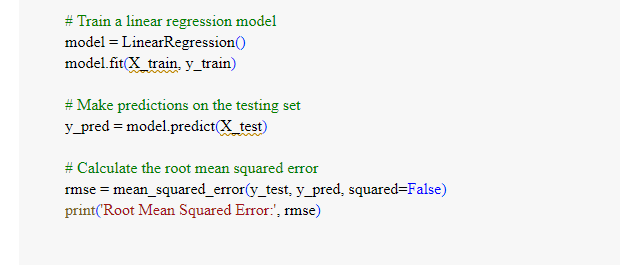 # Train a linear regression model
model = LinearRegression()
model.fit(X_train, y_train)
# Make predictions on the testing set
y_pred = model.predict(X_test)
# Calculate the root mean squared error
rmse = mean_squared_error(y_test, y_pred, squared=False)
print('Root Mean Squared Error:', rmse)